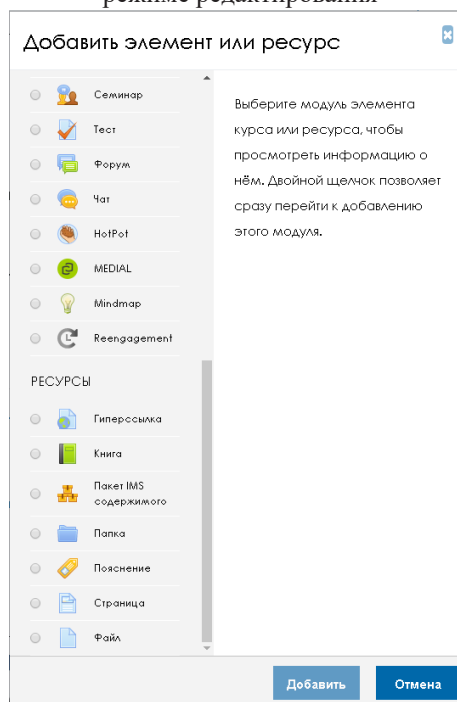 режиме редактирования
Добавить элемент или ресурс
Семинар
Тест
Форум
Чат
HotPot
MEDIAL
Mindmap
Reengagement
РЕСУРСЫ
Гиперссылка
Книга
Пакет IMS
содержимого
Папка
Пояснение
Страница
Файл
Выберите модуль элемента
курса или ресурса, чтобы
просмотреть информацию о
нём. Двойной щелчок позволяет
сразу перейти к добавлению
этого модуля.
Добавить
Отмена